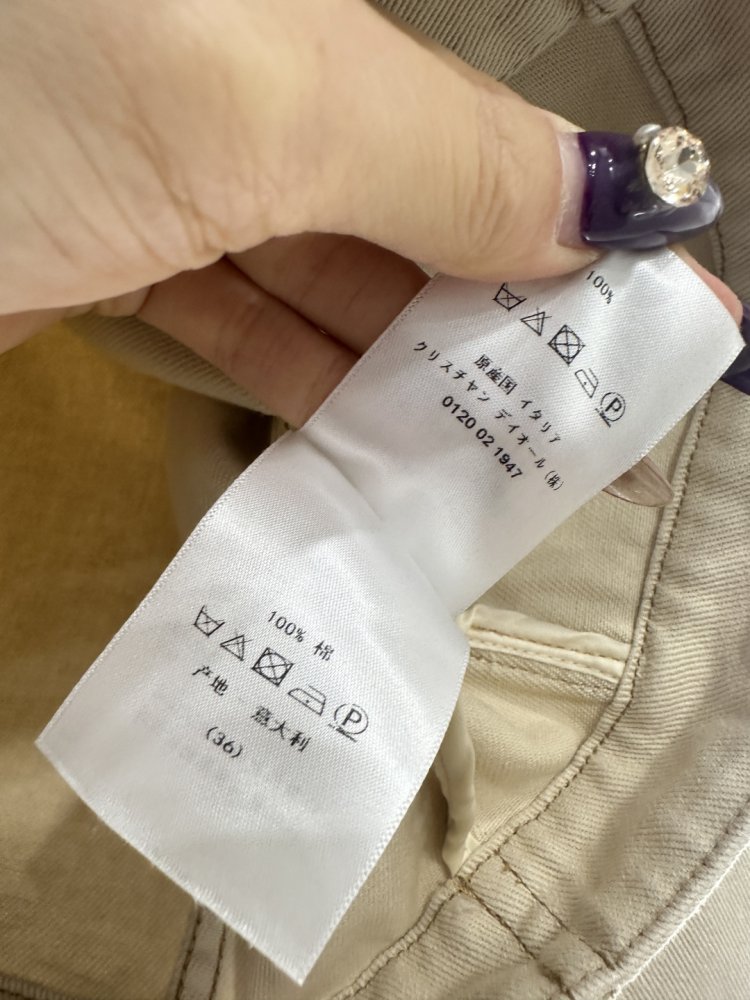 100%
P
原産国 イタリア
クリスチャン ディオール (株)
0120 02 1947
100% 棉
P
产地 意大利
(36)